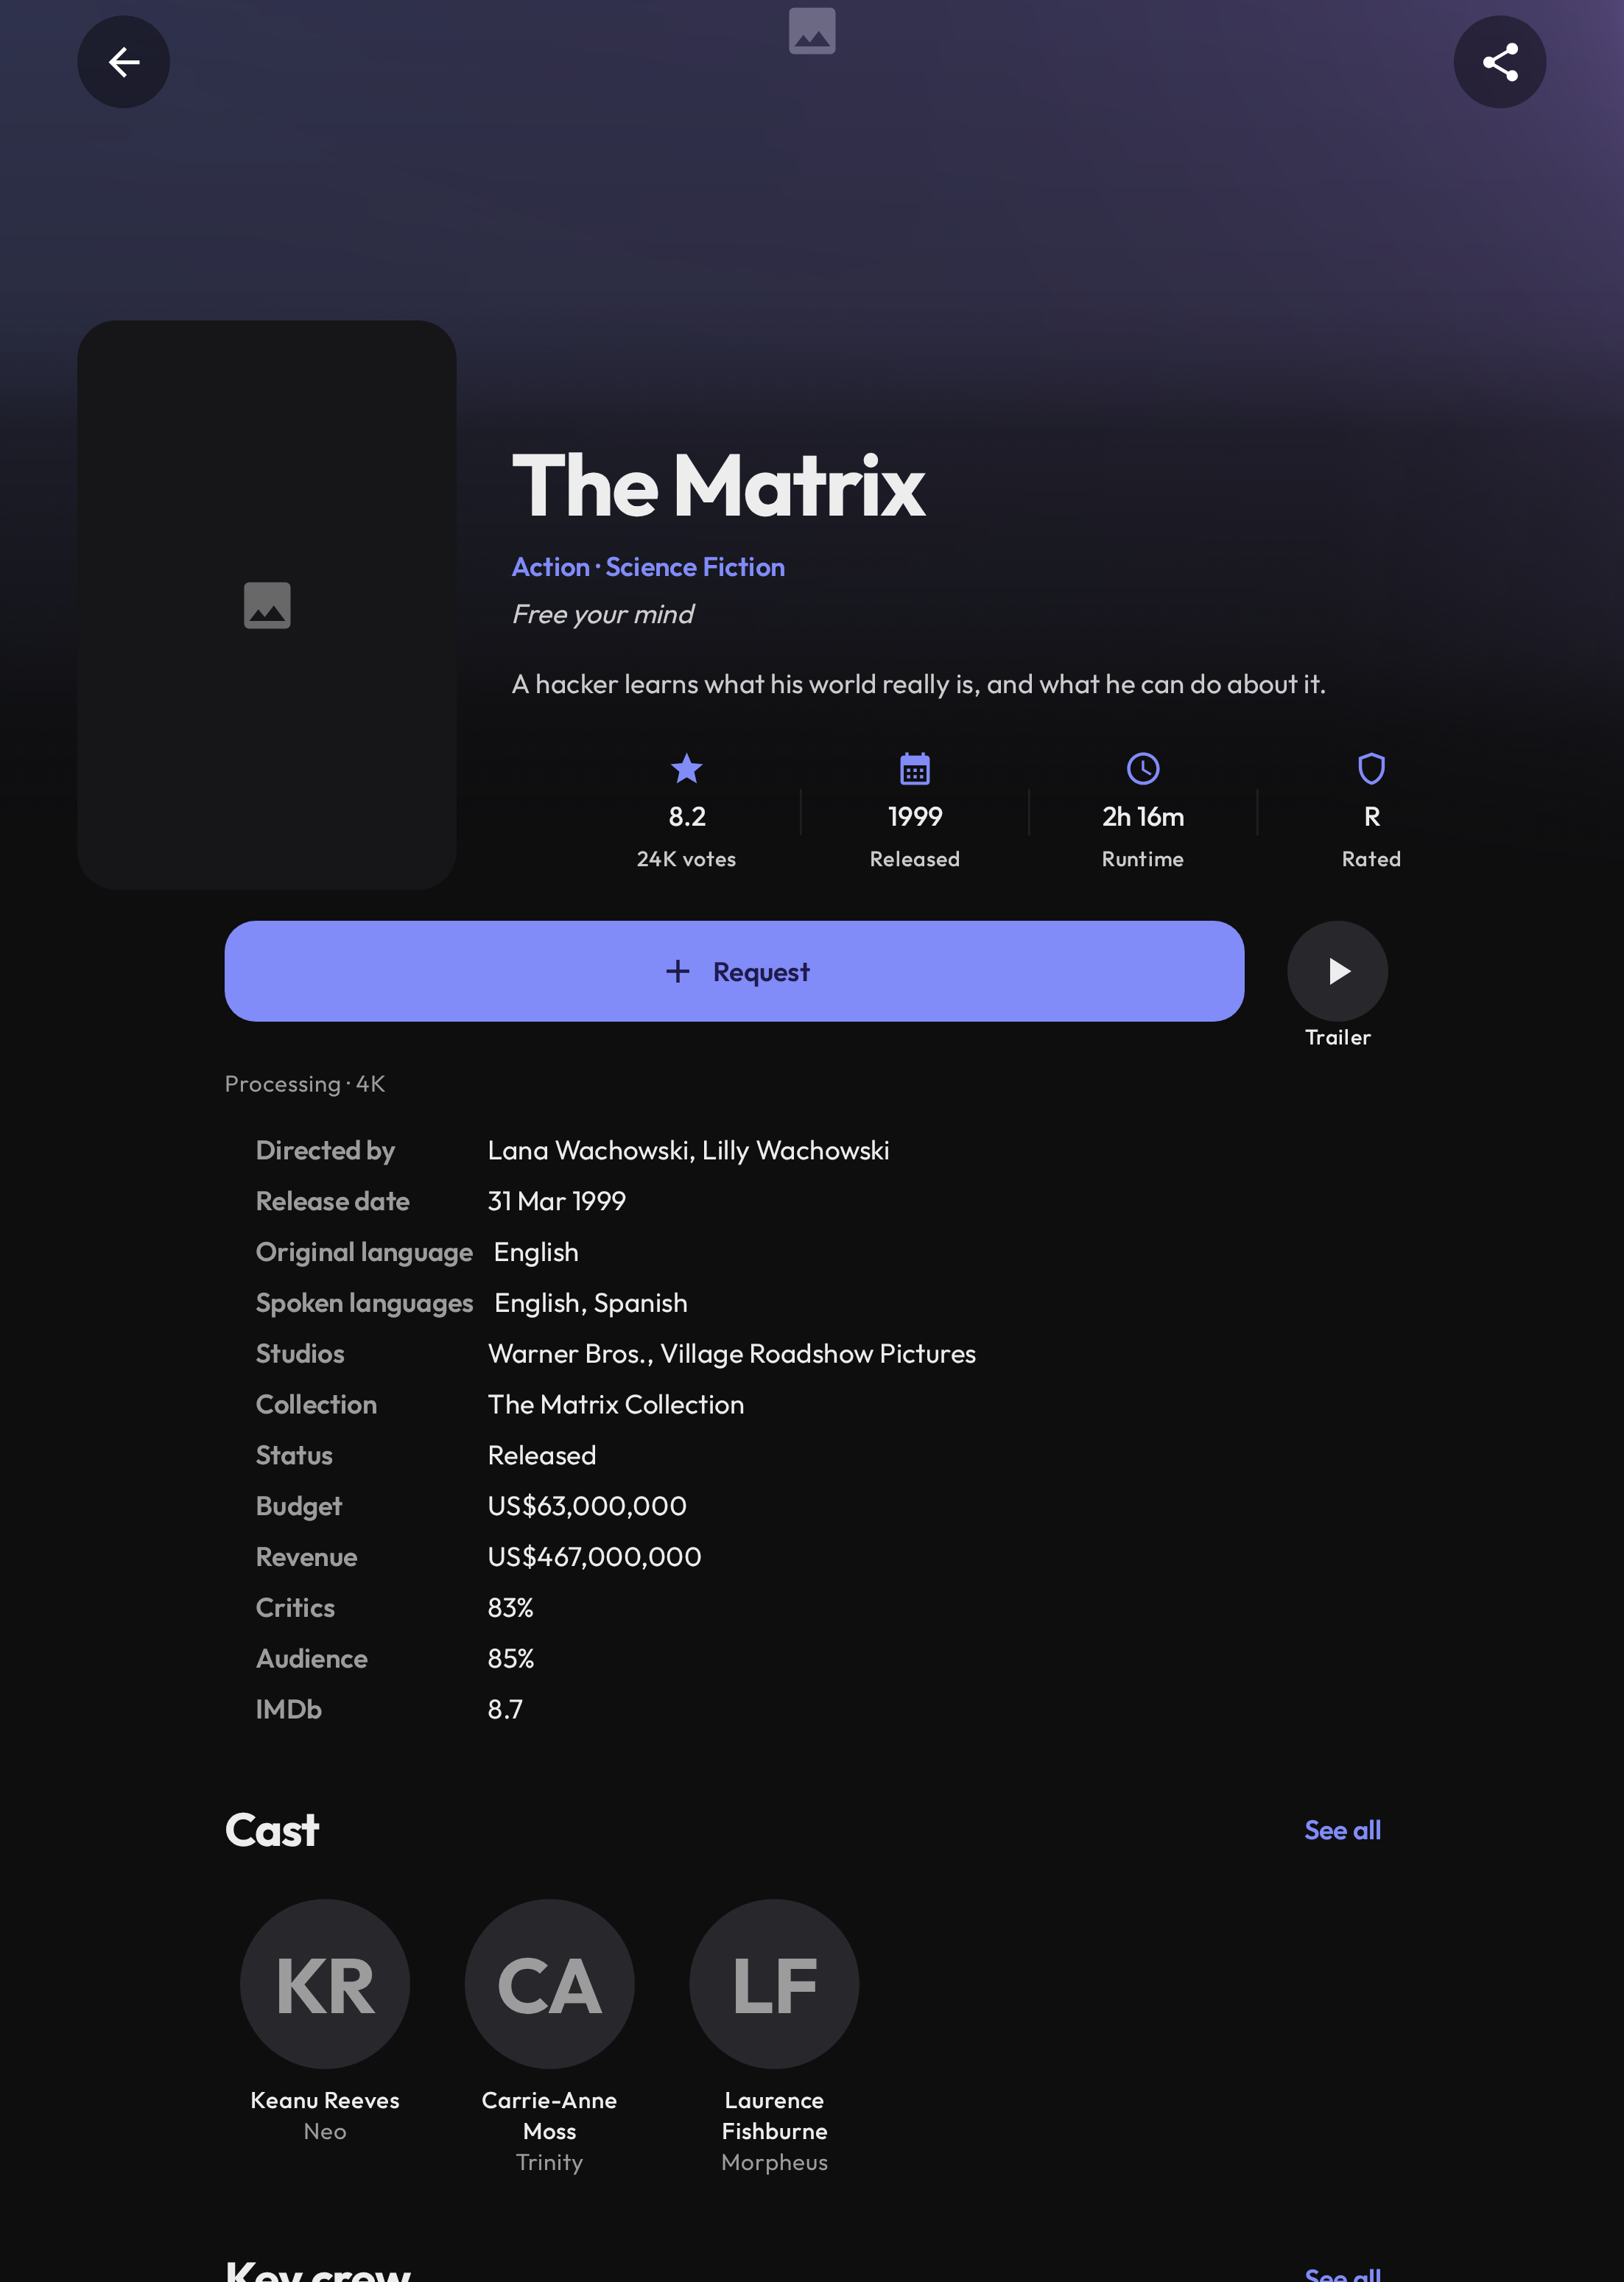 The Matrix
Action · Science Fiction
Free your mind
A hacker learns what his world really is, and what he can do about it.
8.2 1999 2h 16m R
24K votes Released Runtime Rated
Request
Trailer
Processing · 4K
Directed by Lana Wachowski, Lilly Wachowski
Release date 31 Mar 1999
Original language English
Spoken languages English, Spanish
Studios Warner Bros., Village Roadshow Pictures
Collection The Matrix Collection
Status Released
Budget US$63,000,000
Revenue US$467,000,000
Critics 83%
Audience 85%
IMDb 8.7
Cast See all
KR CA LF
Keanu Reeves Carrie-Anne Laurence
Neo Moss Fishburne
Trinity Morpheus
Key crew See all